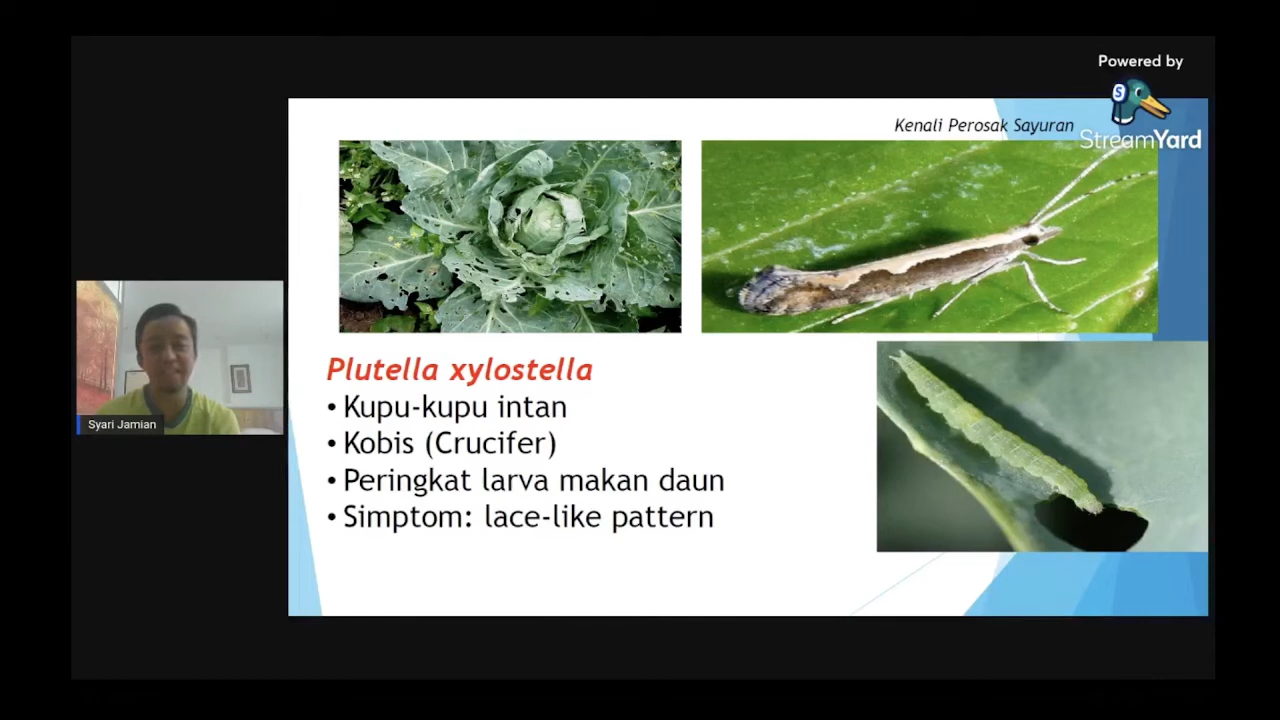 Powered by
StreamYard
Kenali Perosak Sayuran
Plutella xylostella
• Kupu-kupu intan
• Kobis (Crucifer)
• Peringkat larva makan daun
• Simptom: lace-like pattern
Syari Jamian